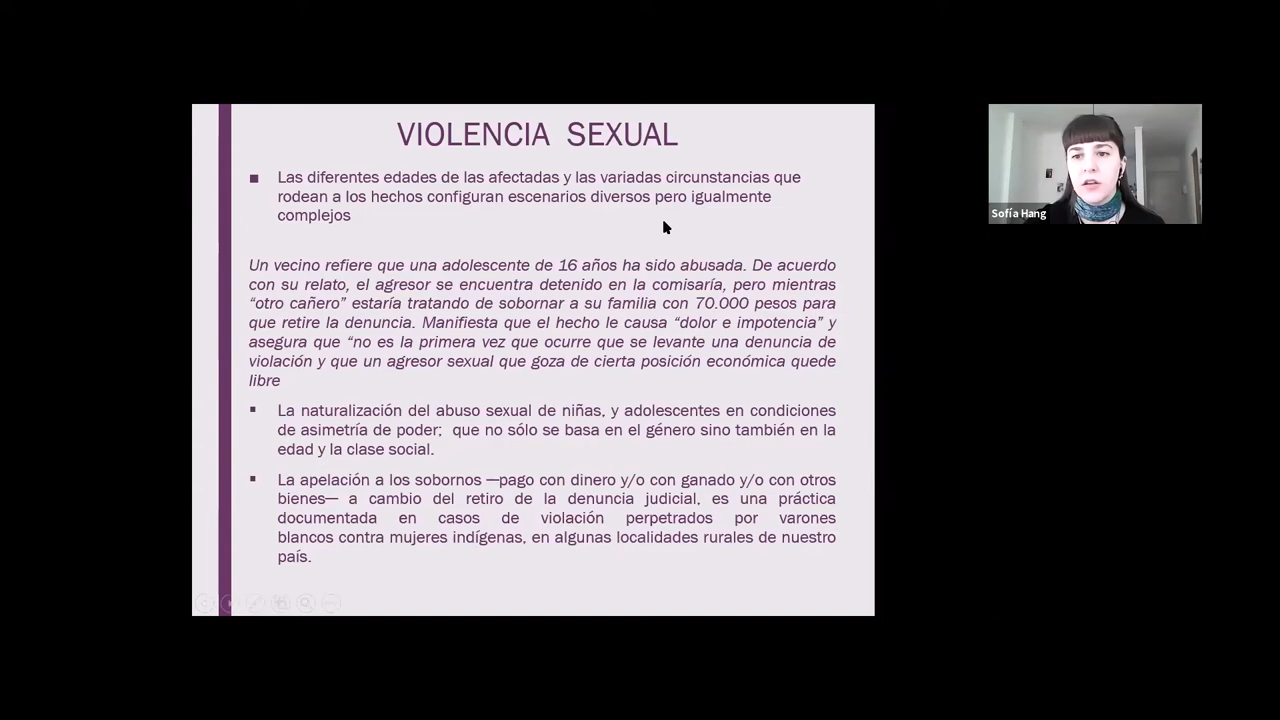 VIOLENCIA SEXUAL
Las diferentes edades de las afectadas y las variadas circunstancias que
rodean a los hechos configuran escenarios diversos pero igualmente
complejos
Un vecino refiere que una adolescente de 16 años ha sido abusada. De acuerdo
con su relato, el agresor se encuentra detenido en la comisaría, pero mientras
“otro cañero” estaría tratando de sobornar a su familia con 70.000 pesos para
que retire la denuncia. Manifiesta que el hecho le causa “dolor e impotencia” y
asegura que “no es la primera vez que ocurre que se levante una denuncia de
violación y que un agresor sexual que goza de cierta posición económica quede
libre
La naturalización del abuso sexual de niñas, y adolescentes en condiciones
de asimetría de poder; que no sólo se basa en el género sino también en la
edad y la clase social.
La apelación a los sobornos —pago con dinero y/o con ganado y/o con otros
bienes— a cambio del retiro de la denuncia judicial, es una práctica
documentada en casos de violación perpetrados por varones
blancos contra mujeres indígenas, en algunas localidades rurales de nuestro
país.
Sofía Hang